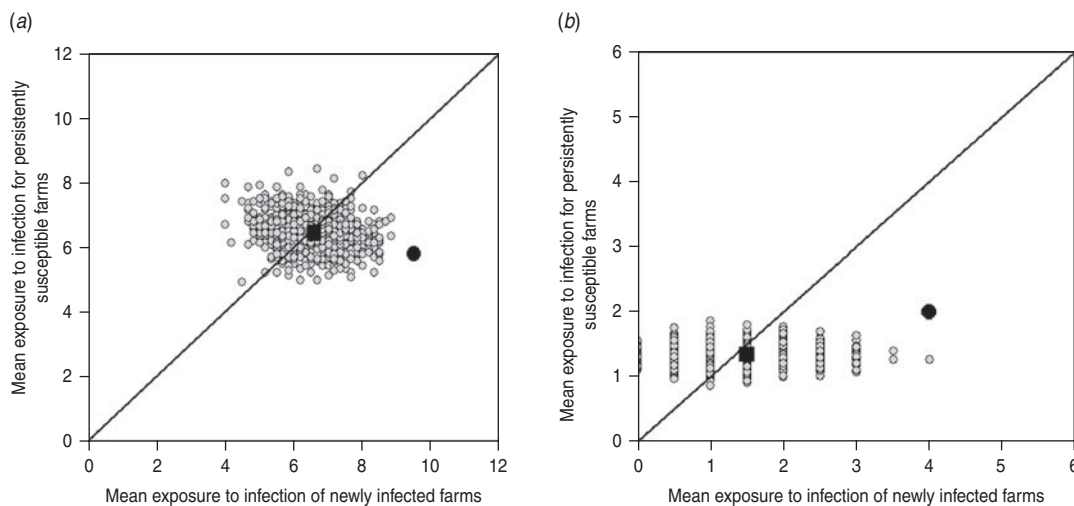 (a)
12
10
8
6
4
2
0
0 2 4 6 8 10 12
Mean exposure to infection for persistently
susceptible farms
Mean exposure to infection of newly infected farms
(b)
6
5
4
3
2
1
0
0 1 2 3 4 5 6
Mean exposure to infection for persistently
susceptible farms
Mean exposure to infection of newly infected farms